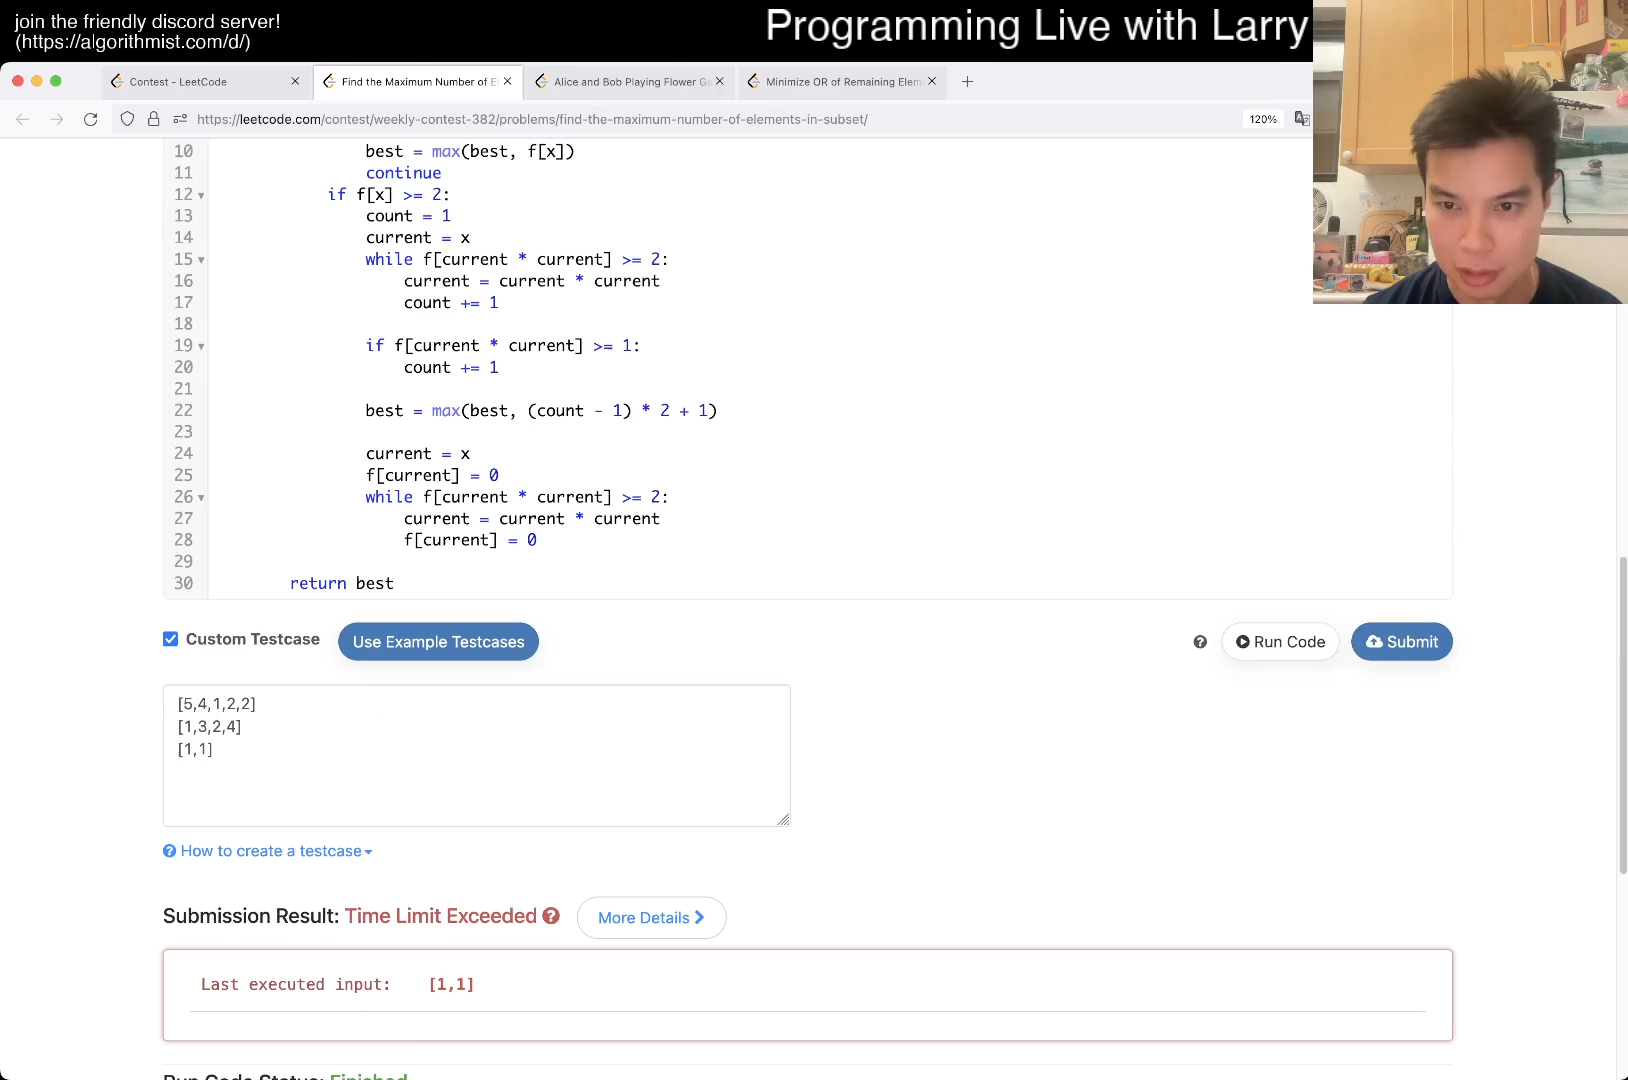 join the friendly discord server!
(https://algorithmist.com/d/)
Programming Live with Larry
Contest - LeetCode
Find the Maximum Number of El
Alice and Bob Playing Flower Ga
Minimize OR of Remaining Elem
https://leetcode.com/contest/weekly-contest-382/problems/find-the-maximum-number-of-elements-in-subset/
120%
10 best = max(best, f[x])
11 continue
12 if f[x] >= 2:
13 count = 1
14 current = x
15 while f[current * current] >= 2:
16 current = current * current
17 count += 1
18
19 if f[current * current] >= 1:
20 count += 1
21
22 best = max(best, (count - 1) * 2 + 1)
23
24 current = x
25 f[current] = 0
26 while f[current * current] >= 2:
27 current = current * current
28 f[current] = 0
29
30 return best
Custom Testcase
Use Example Testcases
Run Code
Submit
[5,4,1,2,2]
[1,3,2,4]
[1,1]
How to create a testcase
Submission Result: Time Limit Exceeded
More Details
Last executed input: [1,1]
Run Code Status: Finished